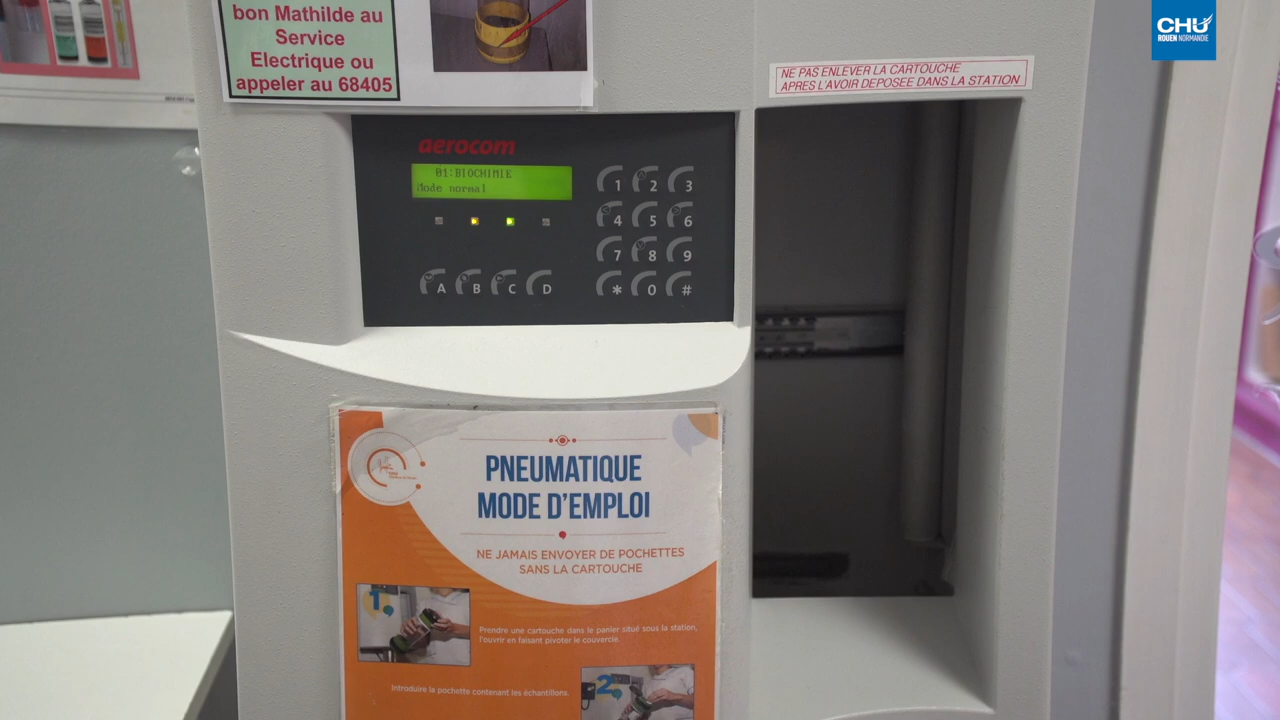 bon Mathilde au
Service
Electrique ou
appeler au 68405
CHU
ROUEN NORMANDIE
NE PAS ENLEVER LA CARTOUCHE
APRES L'AVOIR DEPOSEE DANS LA STATION
aerocom
01:BIOCHIMIE
Mode normal
1 2 3
4 5 6
7 8 9
A B C D
* 0 #
PNEUMATIQUE
MODE D'EMPLOI
NE JAMAIS ENVOYER DE POCHETTES
SANS LA CARTOUCHE
1.
Prendre une cartouche dans le panier situé sous la station,
l'ouvrir en faisant pivoter le couvercle.
2
Introduire la pochette contenant les échantillons.